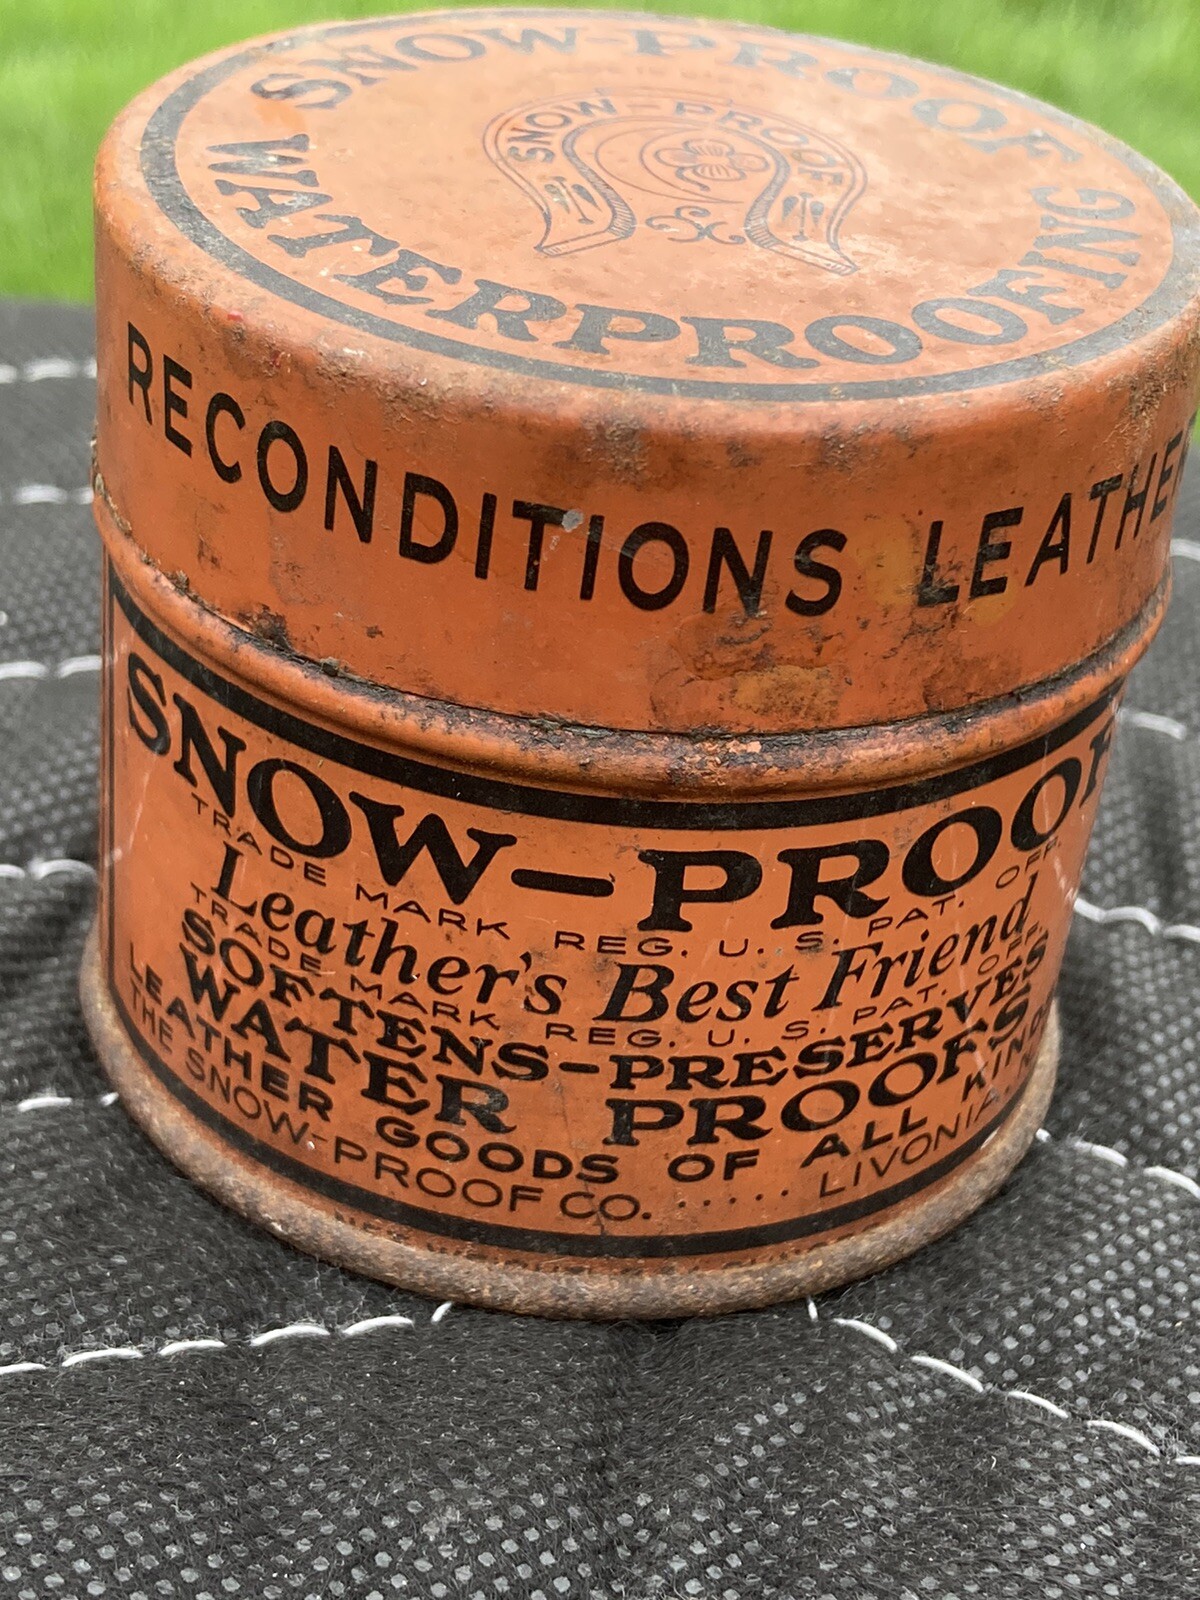 SNOW-PROOF
WATERPROOFING
SNOW-PROOF
RECONDITIONS LEATHER
SNOW-PROOF
TRADE MARK REG. U. S. PAT. OFF.
Leather's Best Friend
TRADE MARK REG. U. S. PAT. OFF.
SOFTENS-PRESERVES
WATER PROOFS
LEATHER GOODS OF ALL KINDS
THE SNOW-PROOF CO. ..... LIVONIA,